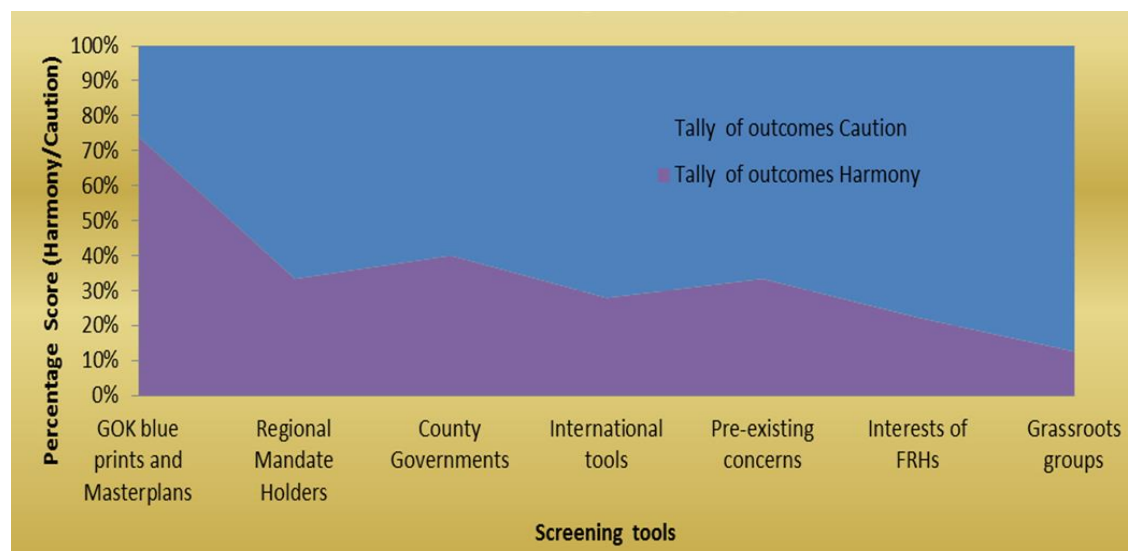 Percentage Score (Harmony/Caution)
100%
90%
80%
70%
60%
50%
40%
30%
20%
10%
0%
Tally of outcomes Caution
Tally of outcomes Harmony
GOK blue
prints and
Masterplans
Regional
Mandate
Holders
County
Governments
International
tools
Pre-existing
concerns
Interests of
FRHs
Grassroots
groups
Screening tools